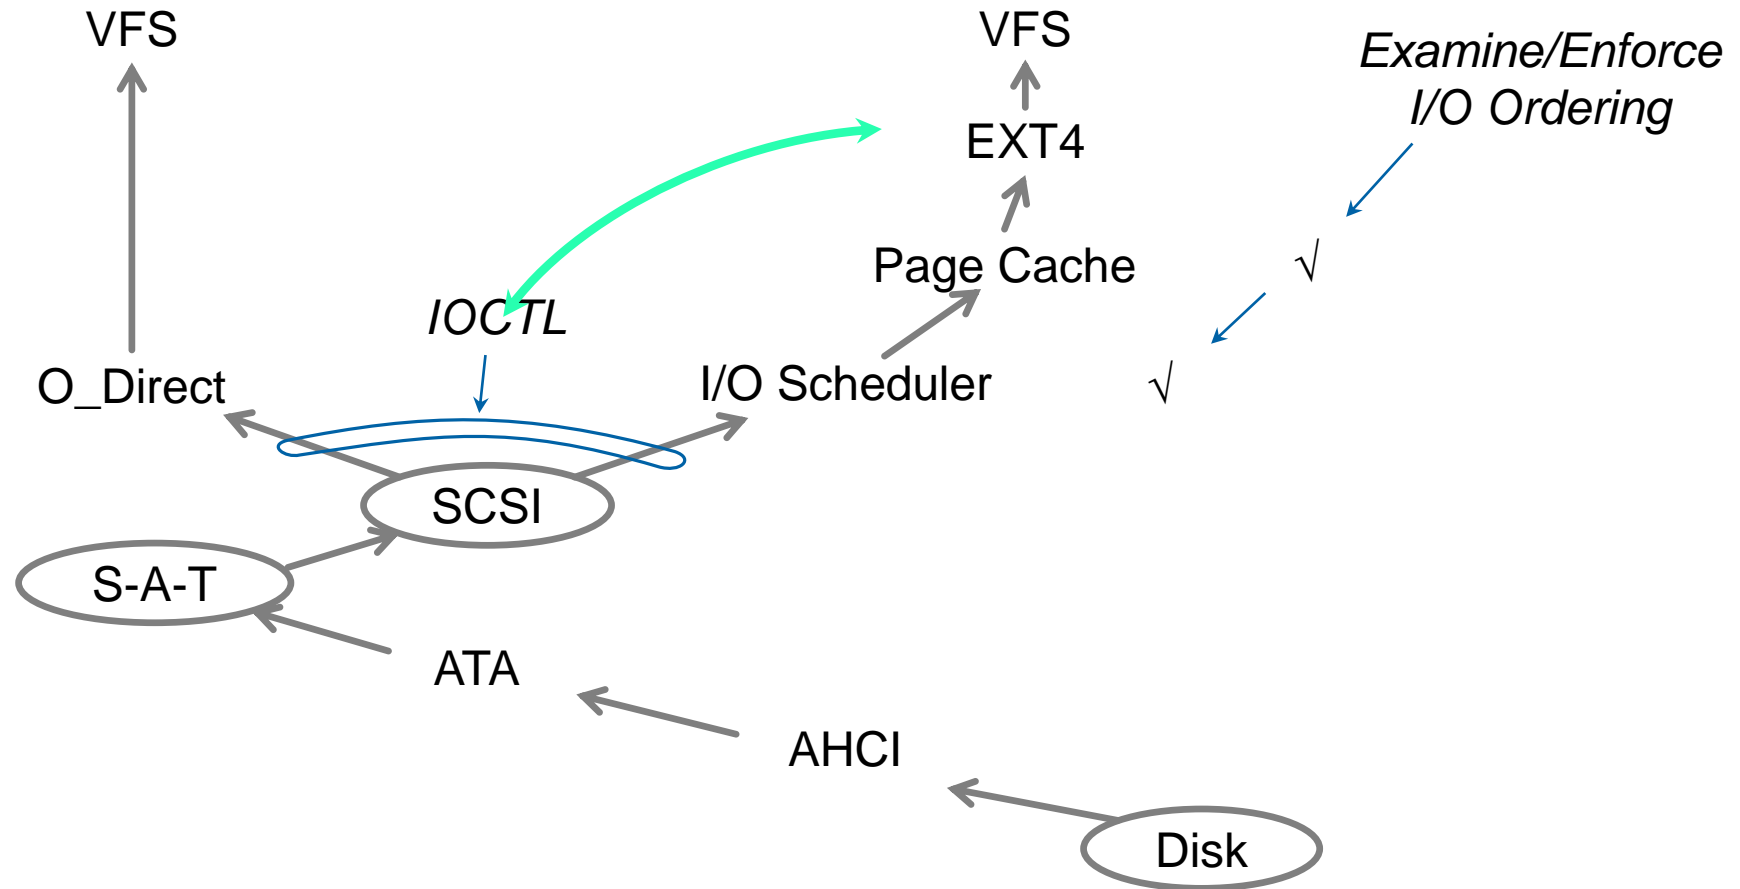 VFS
VFS
Examine/Enforce
I/O Ordering
EXT4
Page Cache
√
IOCTL
O_Direct
I/O Scheduler
√
SCSI
S-A-T
ATA
AHCI
Disk